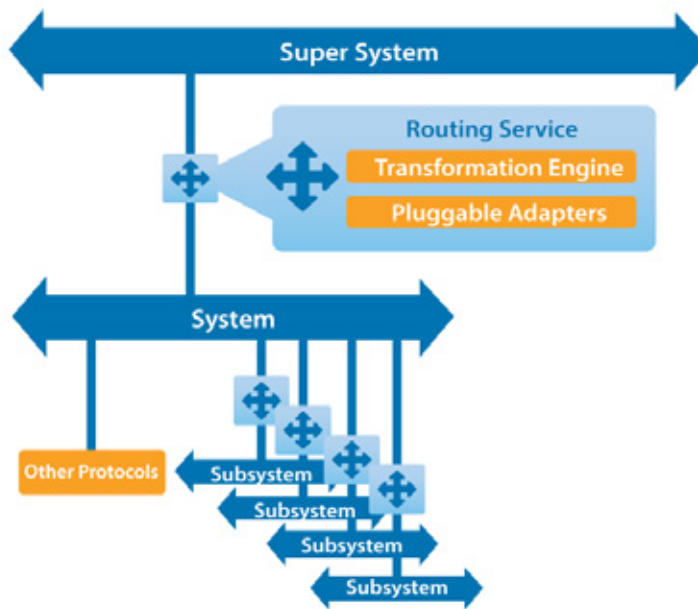 Super System
Routing Service
Transformation Engine
Pluggable Adapters
System
Other Protocols
Subsystem
Subsystem
Subsystem
Subsystem